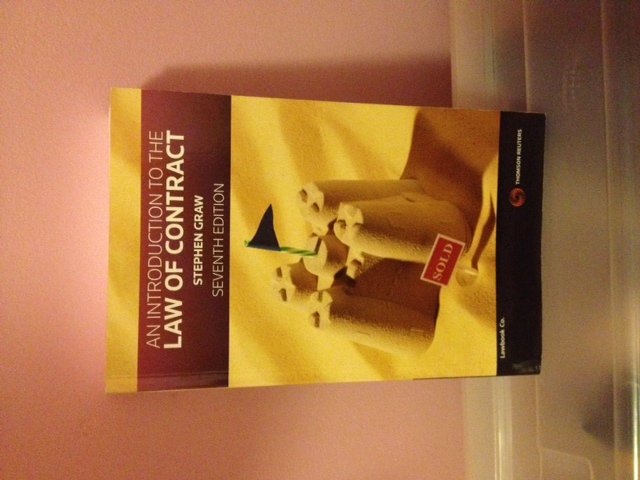 AN INTRODUCTION TO THE
LAW OF CONTRACT
STEPHEN GRAW
SEVENTH EDITION
SOLD
Lawbook Co.
THOMSON REUTERS